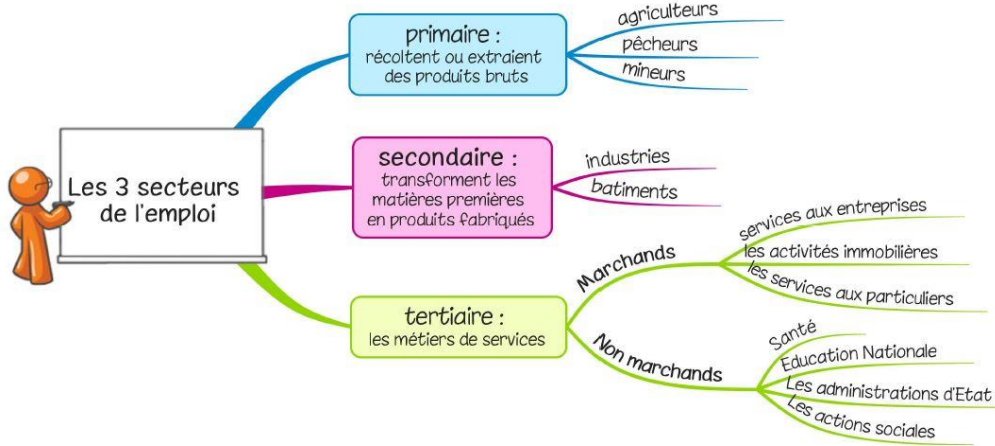 Les 3 secteurs
de l'emploi
primaire :
récoltent ou extraient
des produits bruts
agriculteurs
pêcheurs
mineurs
secondaire :
transforment les
matières premières
en produits fabriqués
industries
batiments
tertiaire :
les métiers de services
Marchands
services aux entreprises
les activités immobilières
les services aux particuliers
Non marchands
Santé
Education Nationale
Les administrations d'Etat
Les actions sociales